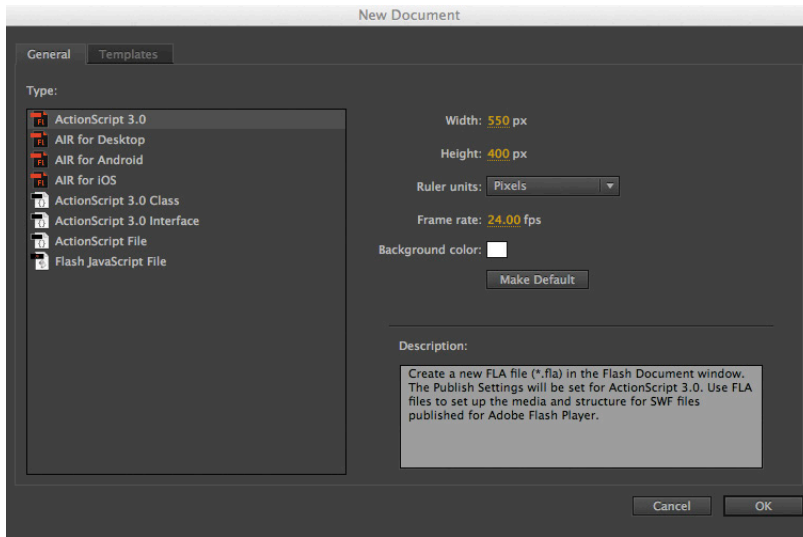 New Document
General
Templates
Type:
ActionScript 3.0
AIR for Desktop
AIR for Android
AIR for iOS
ActionScript 3.0 Class
ActionScript 3.0 Interface
ActionScript File
Flash JavaScript File
Width: 550 px
Height: 400 px
Ruler units: Pixels
Frame rate: 24.00 fps
Background color:
Make Default
Description:
Create a new FLA file (*.fla) in the Flash Document window.
The Publish Settings will be set for ActionScript 3.0. Use FLA
files to set up the media and structure for SWF files
published for Adobe Flash Player.
Cancel
OK